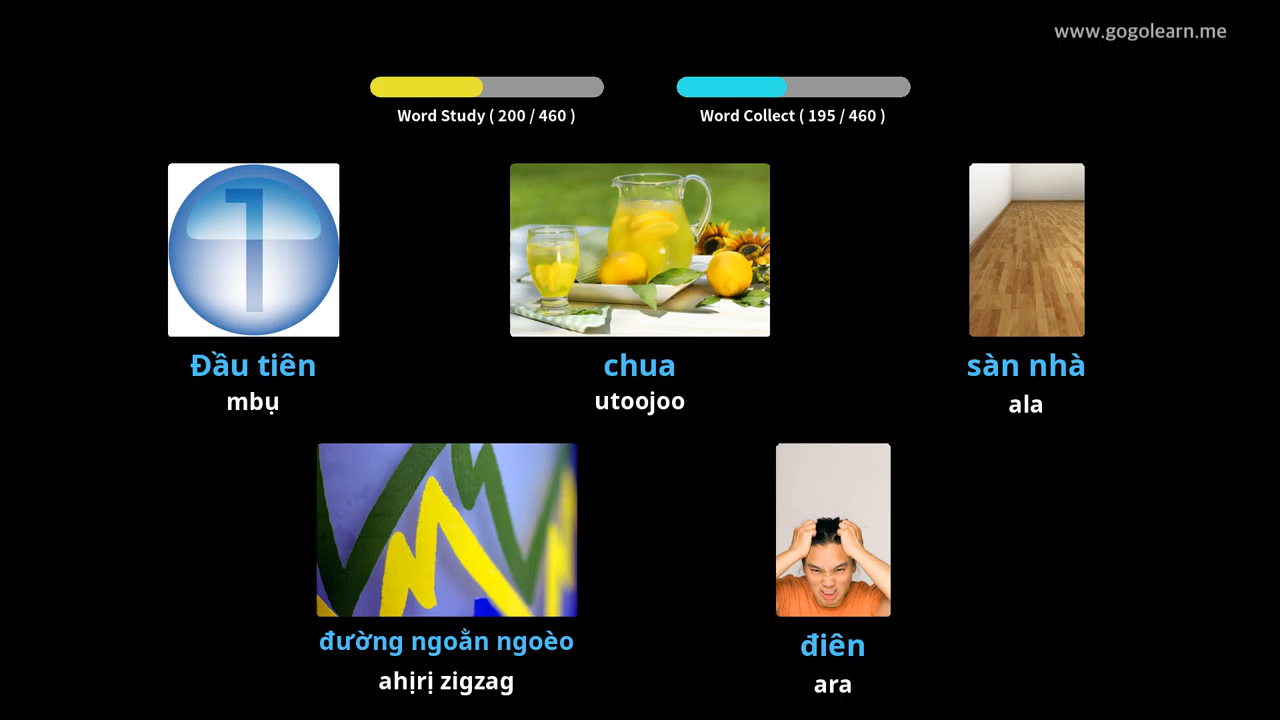 www.gogolearn.me
Word Study ( 200 / 460 )
Word Collect ( 195 / 460 )
1
Đầu tiên
mbụ
chua
utoojoo
sàn nhà
ala
đường ngoằn ngoèo
ahịrị zigzag
điên
ara